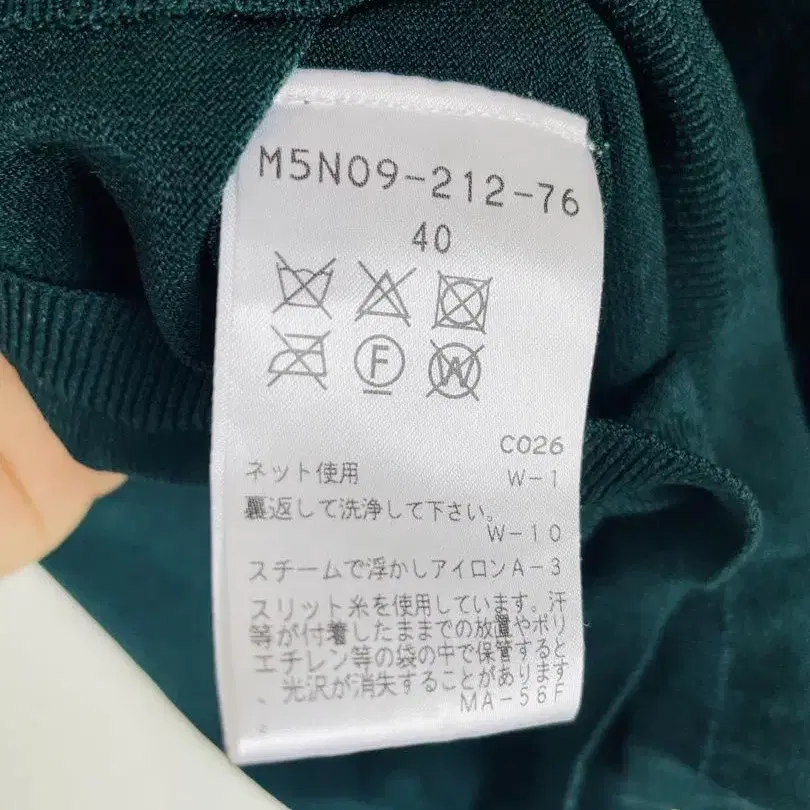 M5N09-212-76
40
F
W
C026
ネット使用 W-1
裏返して洗浄して下さい。
W-10
スチームで浮かしアイロンA-3
スリット糸を使用しています。汗
等が付着したままでの放置やポリ
エチレン等の袋の中で保管すると
、光沢が消失することがあります
。
MA-56F